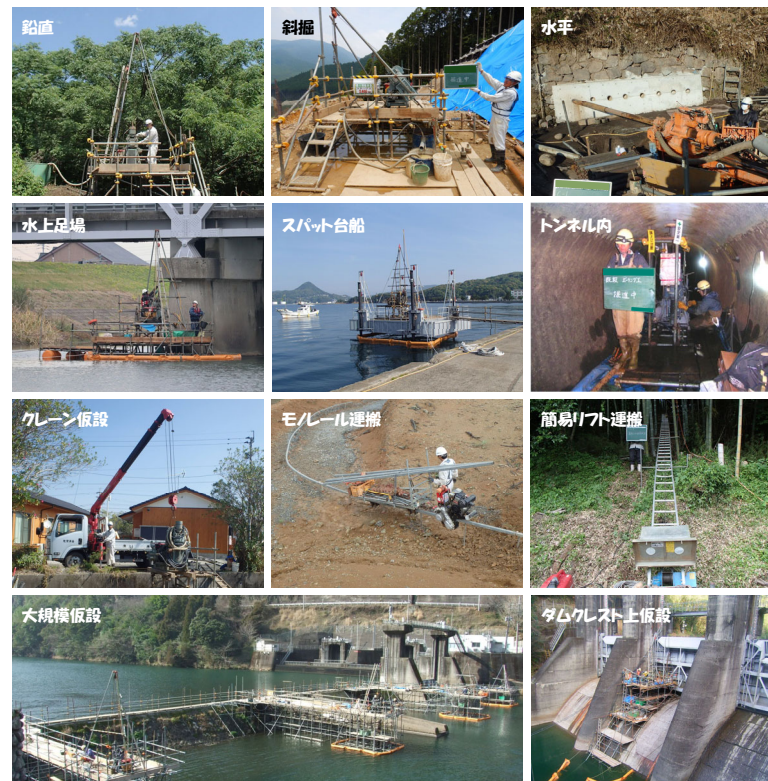 鉛直
斜掘
水平
水上足場
スパット台船
トンネル内
クレーン仮設
モノレール運搬
簡易リフト運搬
大規模仮設
ダムクレスト上仮設